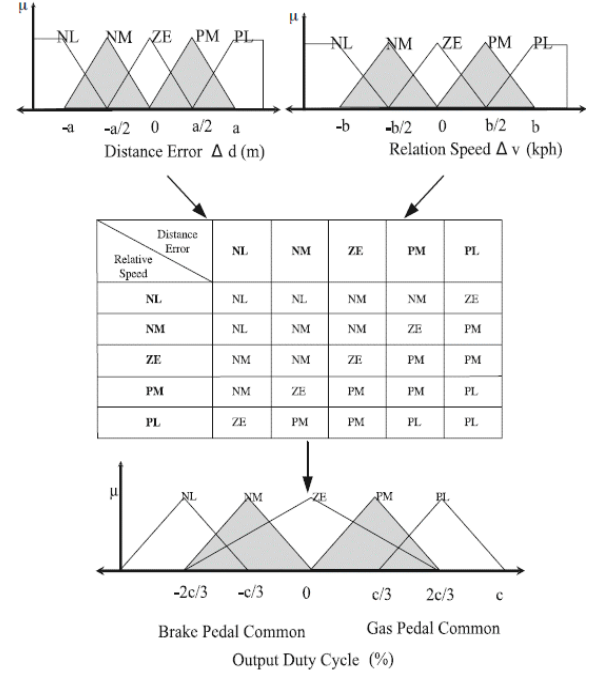 μ NL NM ZE PM PL
-a -a/2 0 a/2 a
Distance Error Δ d (m)
μ NL NM ZE PM PL
-b -b/2 0 b/2 b
Relation Speed Δ v (kph)
Distance Error
Relative Speed
NL NM ZE PM PL
NL NL NL NM NM ZE
NM NL NM NM ZE PM
ZE NM NM ZE PM PM
PM NM ZE PM PM PL
PL ZE PM PM PL PL
μ NL NM ZE PM PL
-2c/3 -c/3 0 c/3 2c/3 c
Brake Pedal Common Gas Pedal Common
Output Duty Cycle (%)